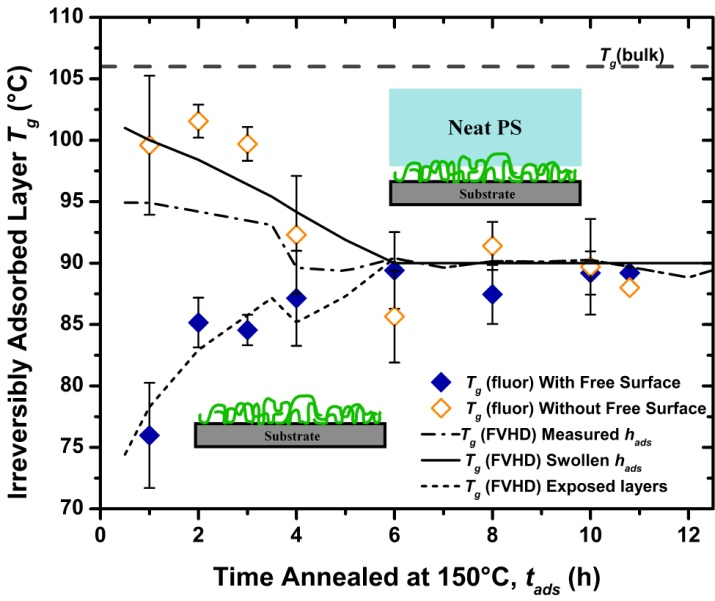 Irreversibly Adsorbed Layer Tg (°C)
110
105
100
95
90
85
80
75
70
Tg(bulk)
Neat PS
Substrate
Substrate
Tg (fluor) With Free Surface
Tg (fluor) Without Free Surface
Tg (FVHD) Measured hads
Tg (FVHD) Swollen hads
Tg (FVHD) Exposed layers
0 2 4 6 8 10 12
Time Annealed at 150°C, tads (h)